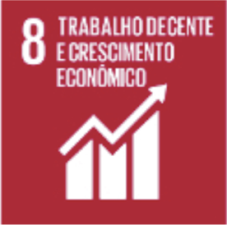 8 TRABALHO DECENTE
E CRESCIMENTO
ECONÔMICO